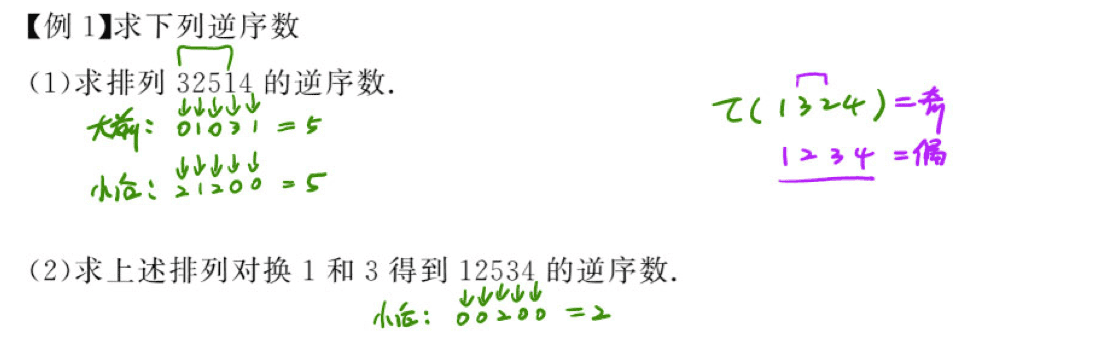 【例 1】求下列逆序数
(1)求排列 32514 的逆序数.
大前: 01031 = 5
小后: 21200 = 5
τ(1324) = 奇
1234 = 偶
(2)求上述排列对换 1 和 3 得到 12534 的逆序数.
小后: 00200 = 2